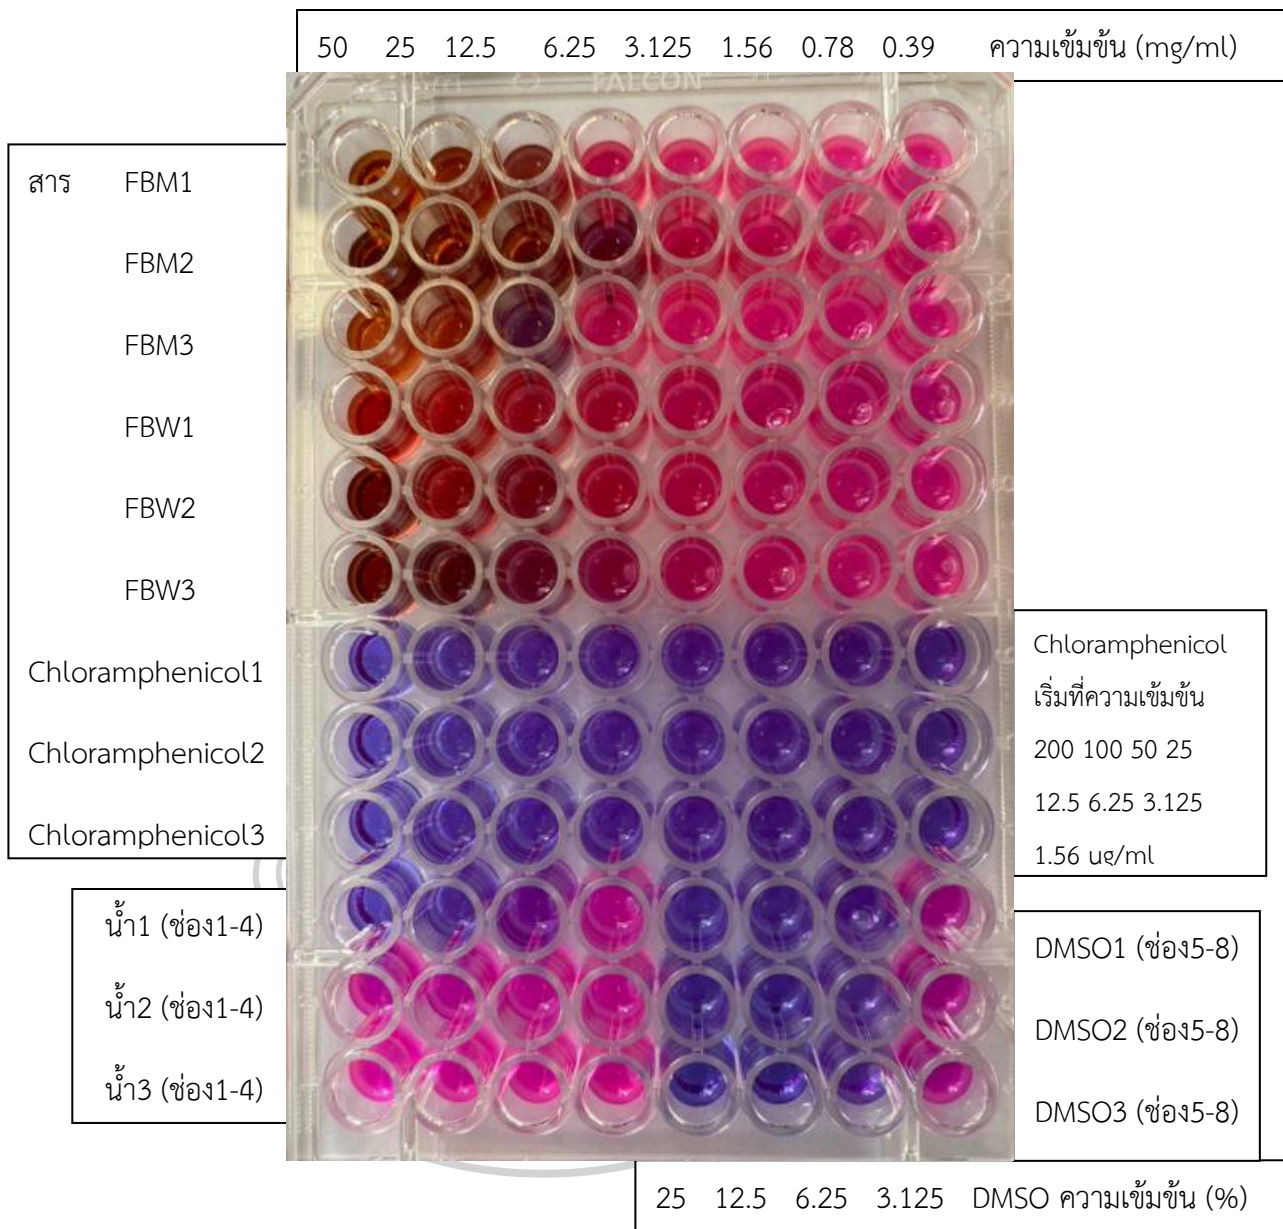 50 25 12.5 6.25 3.125 1.56 0.78 0.39 ความเข้มข้น (mg/ml)
FALCON
สาร FBM1
FBM2
FBM3
FBW1
FBW2
FBW3
Chloramphenicol1
Chloramphenicol2
Chloramphenicol3
Chloramphenicol
เริ่มที่ความเข้มข้น
200 100 50 25
12.5 6.25 3.125
1.56 ug/ml
น้ำ1 (ช่อง1-4)
น้ำ2 (ช่อง1-4)
น้ำ3 (ช่อง1-4)
DMSO1 (ช่อง5-8)
DMSO2 (ช่อง5-8)
DMSO3 (ช่อง5-8)
25 12.5 6.25 3.125 DMSO ความเข้มข้น (%)